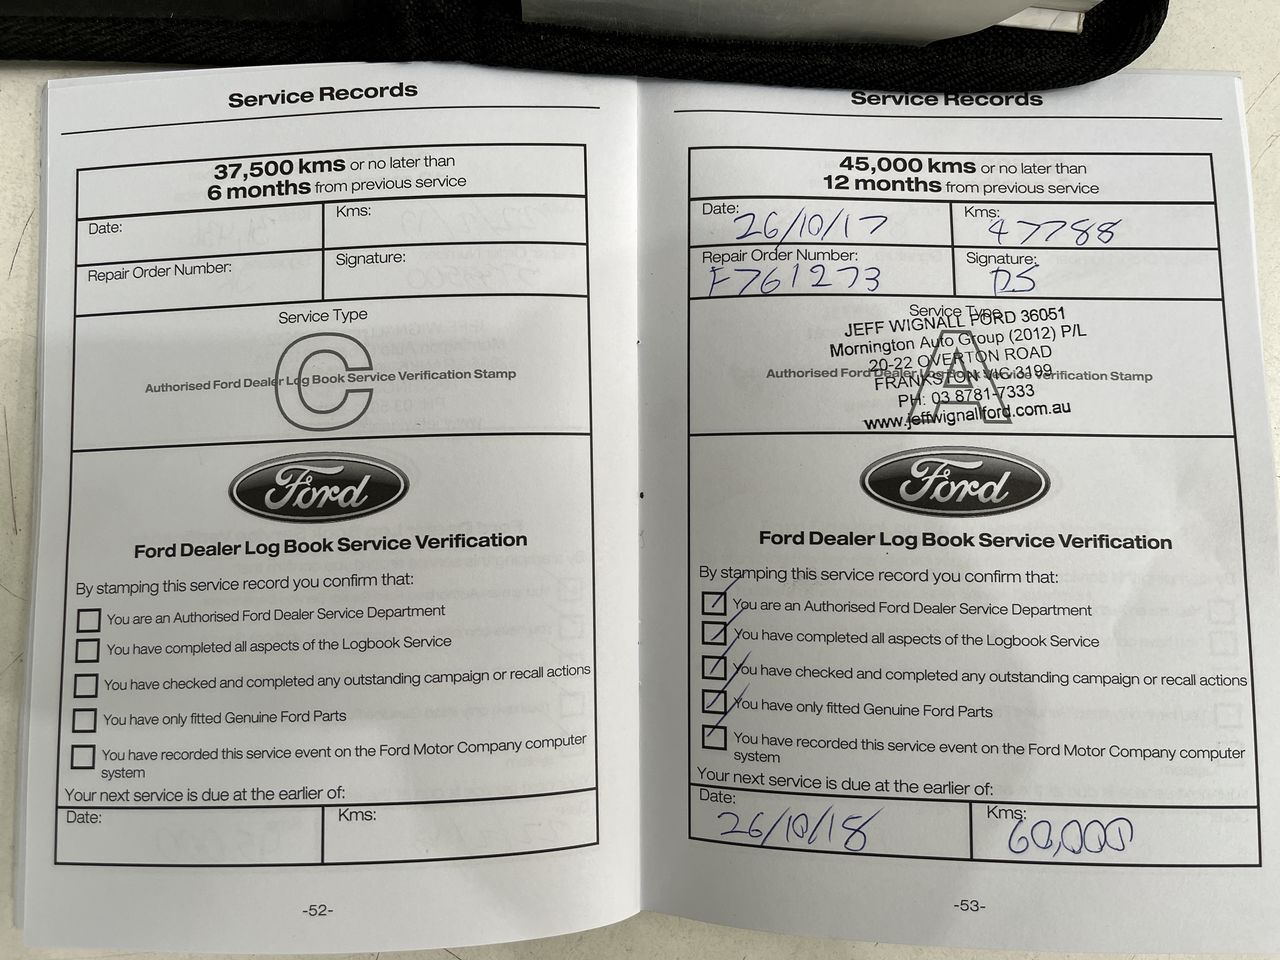 Service Records
37,500 kms or no later than
6 months from previous service
Date:
Kms:
Repair Order Number:
Signature:
Service Type
C
Authorised Ford Dealer Log Book Service Verification Stamp
Ford
Ford Dealer Log Book Service Verification
By stamping this service record you confirm that:
You are an Authorised Ford Dealer Service Department
You have completed all aspects of the Logbook Service
You have checked and completed any outstanding campaign or recall actions
You have only fitted Genuine Ford Parts
You have recorded this service event on the Ford Motor Company computer
system
Your next service is due at the earlier of:
Date:
Kms:
-52-
Service Records
45,000 kms or no later than
12 months from previous service
Date: 26/10/17
Kms: 47788
Repair Order Number: F761273
Signature: DS
Service Type
JEFF WIGNALL FORD 36051
Mornington Auto Group (2012) P/L
20-22 OVERTON ROAD
A
Authorised Ford Dealer Log Book Service Verification Stamp
FRANKSTON VIC 3199
PH: 03 8781-7333
www.jeffwignallford.com.au
Ford
Ford Dealer Log Book Service Verification
By stamping this service record you confirm that:
You are an Authorised Ford Dealer Service Department
You have completed all aspects of the Logbook Service
You have checked and completed any outstanding campaign or recall actions
You have only fitted Genuine Ford Parts
You have recorded this service event on the Ford Motor Company computer
system
Your next service is due at the earlier of:
Date: 26/10/18
Kms: 60,000
-53-